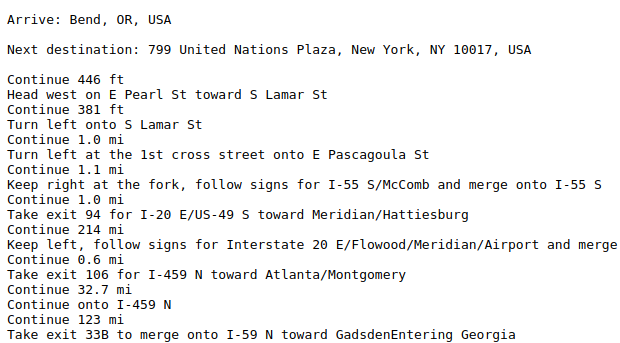 Arrive: Bend, OR, USA
Next destination: 799 United Nations Plaza, New York, NY 10017, USA
Continue 446 ft
Head west on E Pearl St toward S Lamar St
Continue 381 ft
Turn left onto S Lamar St
Continue 1.0 mi
Turn left at the 1st cross street onto E Pascagoula St
Continue 1.1 mi
Keep right at the fork, follow signs for I-55 S/McComb and merge onto I-55 S
Continue 1.0 mi
Take exit 94 for I-20 E/US-49 S toward Meridian/Hattiesburg
Continue 214 mi
Keep left, follow signs for Interstate 20 E/Flowood/Meridian/Airport and merge
Continue 0.6 mi
Take exit 106 for I-459 N toward Atlanta/Montgomery
Continue 32.7 mi
Continue onto I-459 N
Continue 123 mi
Take exit 33B to merge onto I-59 N toward GadsdenEntering Georgia